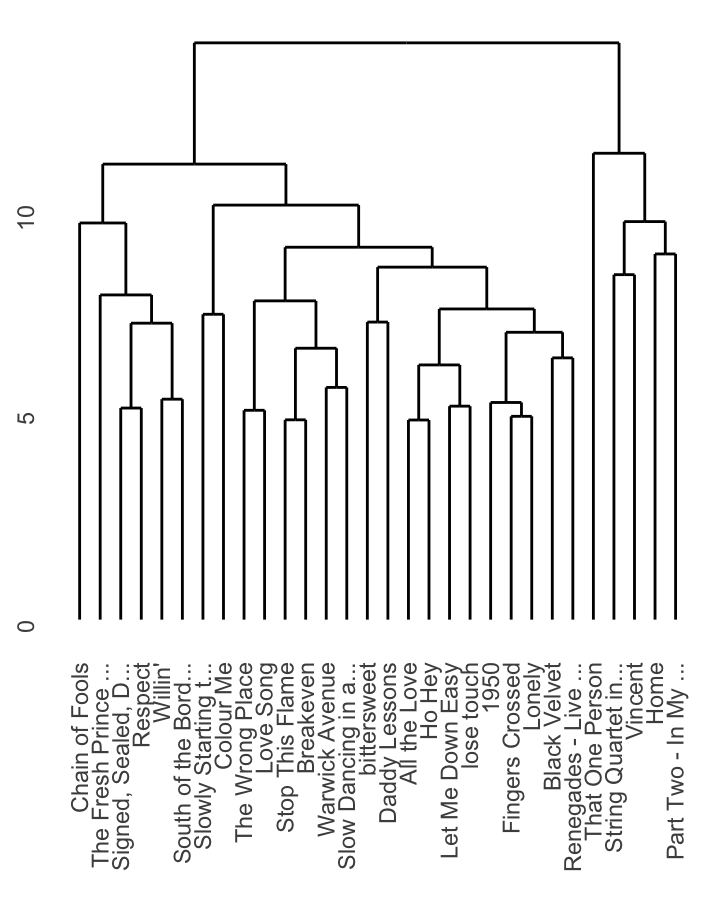 10
5
0
Chain of Fools
The Fresh Prince ...
Signed, Sealed, D...
Respect
Willin'
South of the Bord...
Slowly Starting t...
Colour Me
The Wrong Place
Love Song
Stop This Flame
Breakeven
Warwick Avenue
Slow Dancing in a...
bittersweet
Daddy Lessons
All the Love
Ho Hey
Let Me Down Easy
lose touch
1950
Fingers Crossed
Lonely
Black Velvet
Renegades - Live ...
That One Person
String Quartet in...
Vincent
Home
Part Two - In My ...